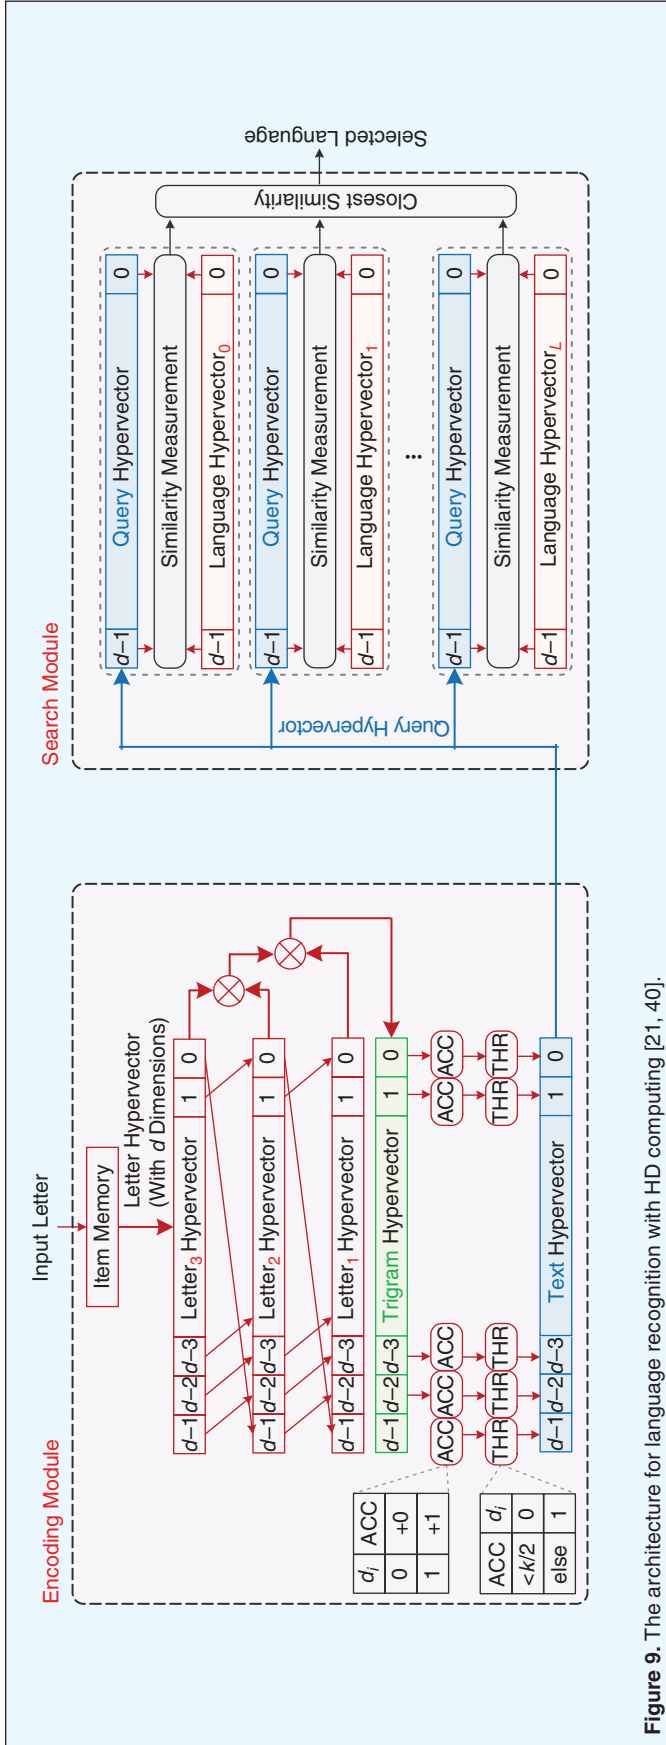 Encoding Module
Input Letter
Item Memory
Letter Hypervector
(With d Dimensions)
d–1 d–2 d–3 Letter3 Hypervector 1 0
d–1 d–2 d–3 Letter2 Hypervector 1 0
d–1 d–2 d–3 Letter1 Hypervector 1 0
d–1 d–2 d–3 Trigram Hypervector 1 0
ACC ACC ACC ACC ACC
THR THR THR THR THR
d–1 d–2 d–3 Text Hypervector 1 0
di ACC
0 +0
1 +1
ACC di
<k/2 0
else 1
Search Module
Query Hypervector
d–1 Query Hypervector 0
Similarity Measurement
d–1 Language Hypervector0 0
d–1 Query Hypervector 0
Similarity Measurement
d–1 Language Hypervector1 0
...
d–1 Query Hypervector 0
Similarity Measurement
d–1 Language HypervectorL 0
Closest Similarity
Selected Language
Figure 9. The architecture for language recognition with HD computing [21, 40].